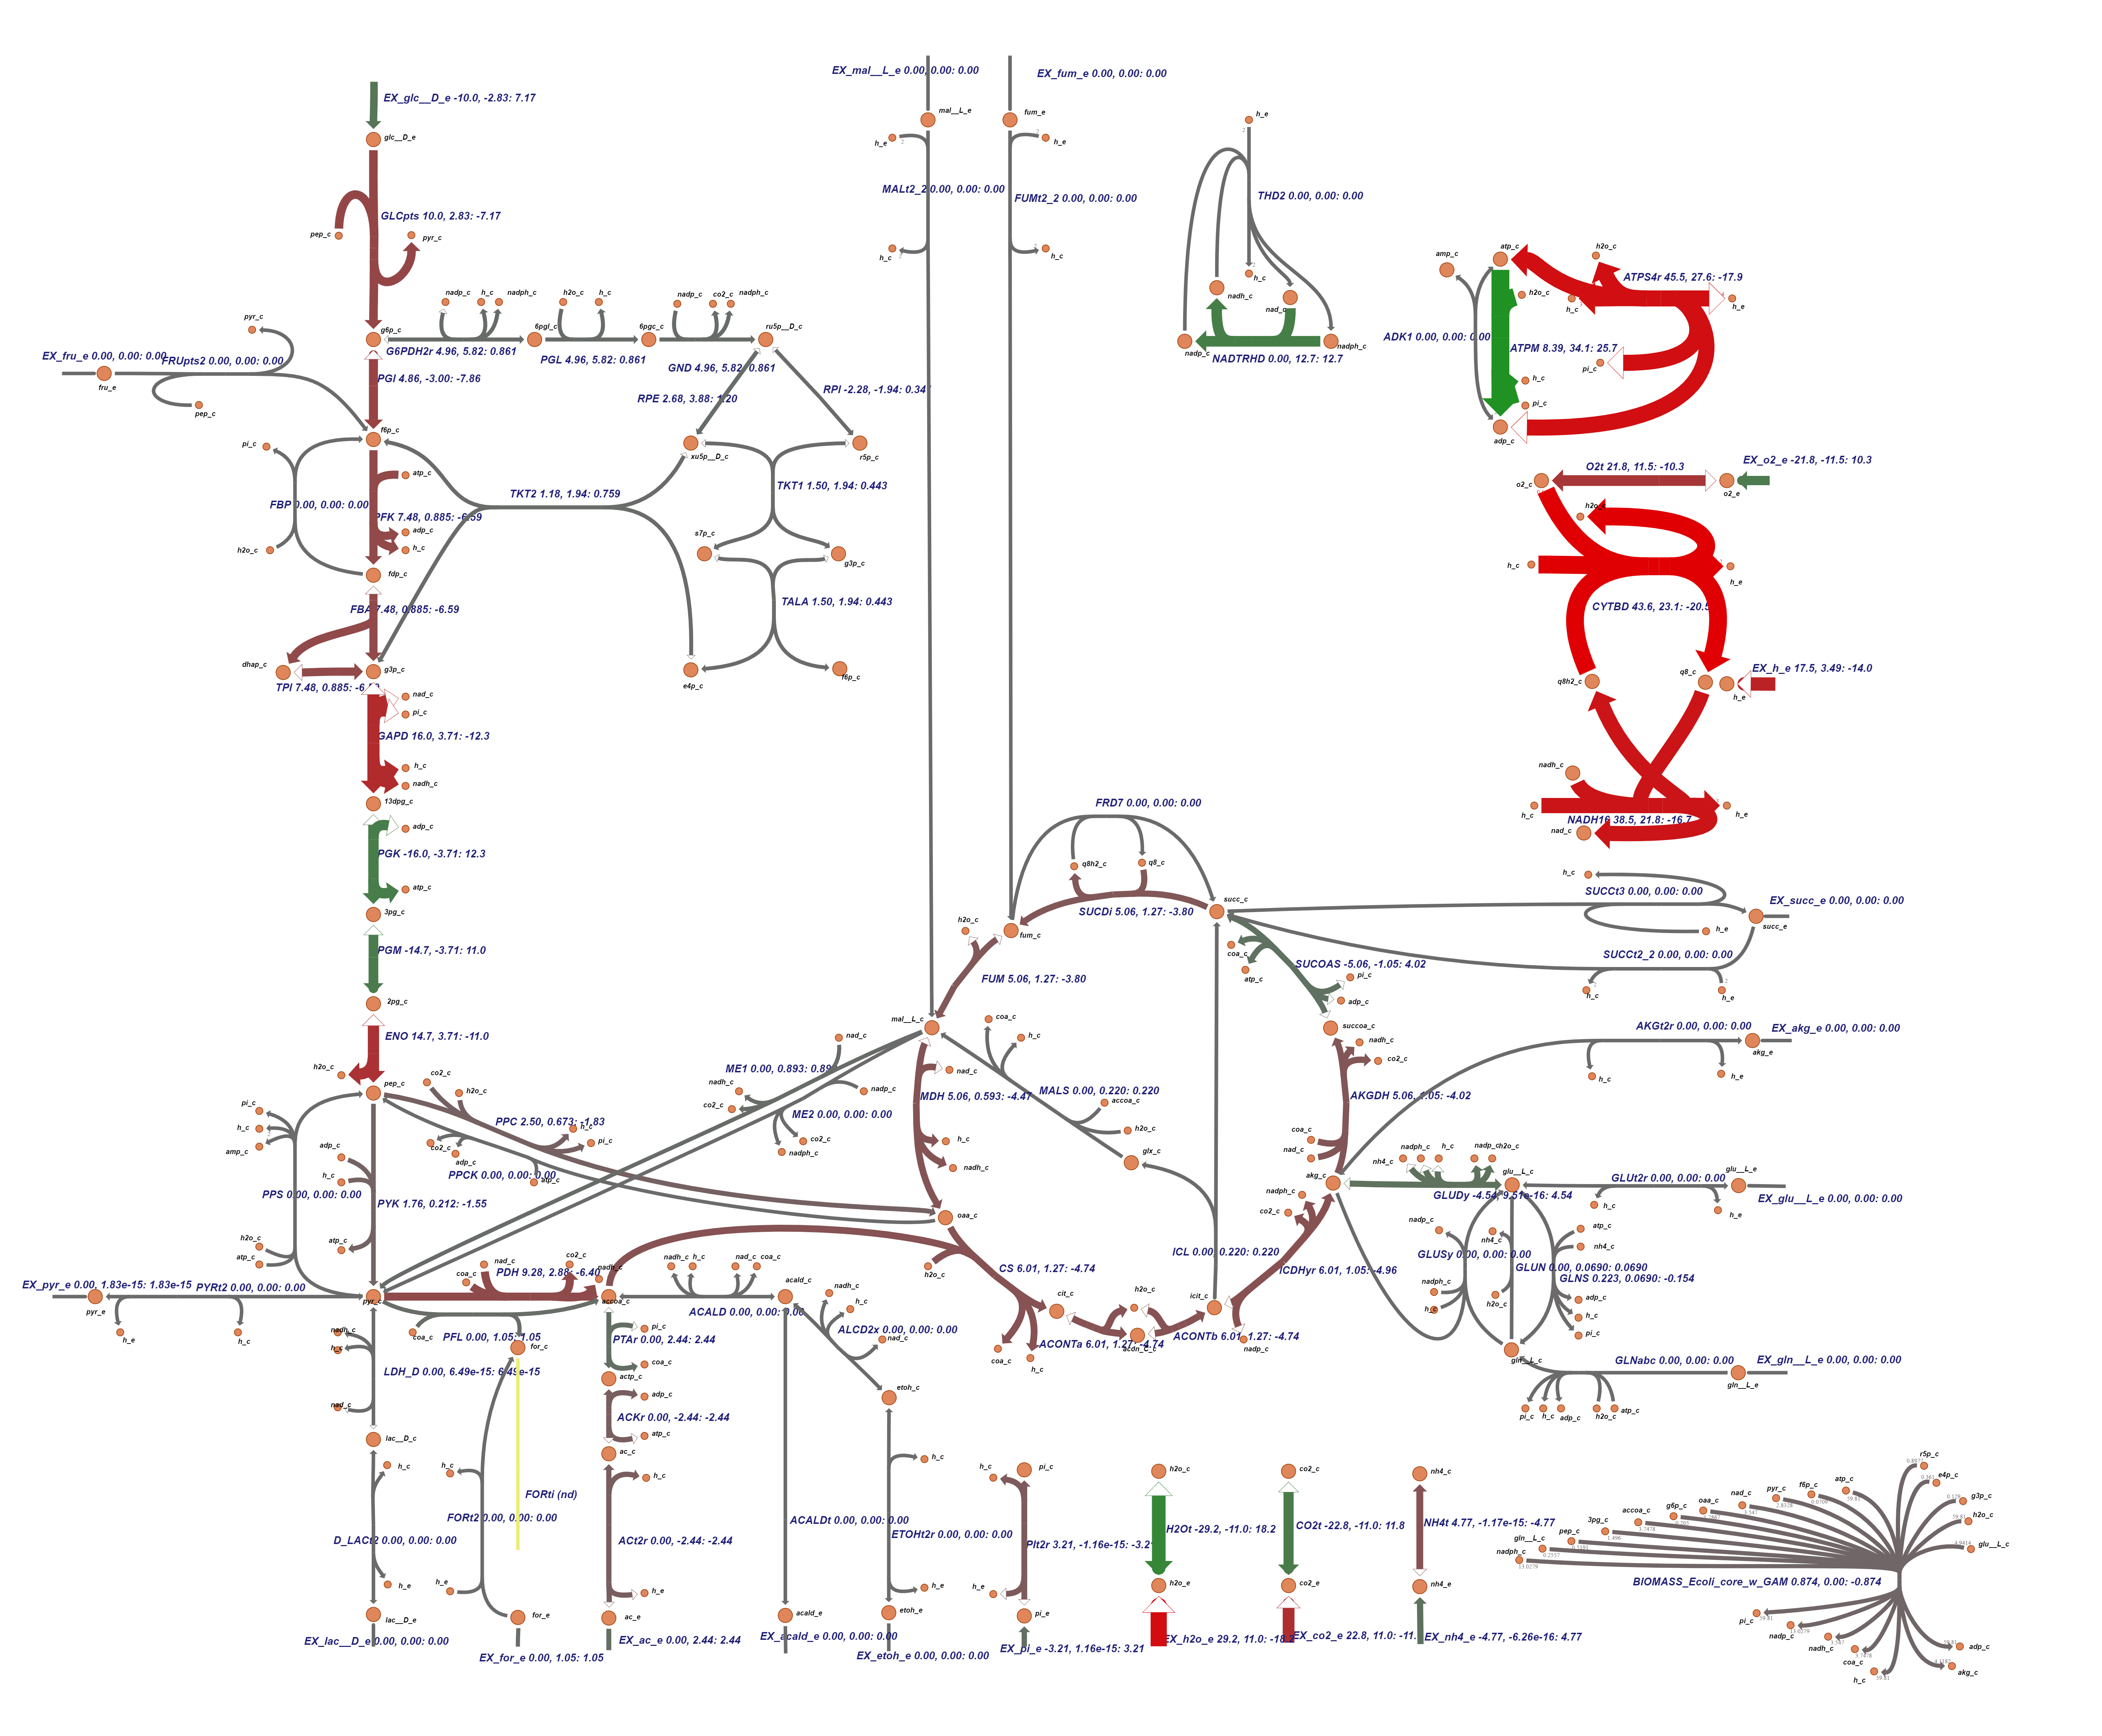 EX_mal__L_e 0.00, 0.00: 0.00
EX_fum_e 0.00, 0.00: 0.00
EX_glc__D_e -10.0, -2.83: 7.17
mal__L_e
fum_e
h_e
glc__D_e
h_e
h_e
MALt2_2 0.00, 0.00: 0.00
FUMt2_2 0.00, 0.00: 0.00
THD2 0.00, 0.00: 0.00
GLCpts 10.0, 2.83: -7.17
pep_c
pyr_c
h_c
h_c
h_c
nadh_c
nad_c
nadp_c
nadph_c
NADTRHD 0.00, 12.7: 12.7
amp_c
atp_c
h2o_c
ATPS4r 45.5, 27.6: -17.9
h2o_c
h_c
h_e
ADK1 0.00, 0.00: 0.00
ATPM 8.39, 34.1: 25.7
pi_c
h_c
pi_c
adp_c
nadp_c
h_c
nadph_c
h2o_c
h_c
nadp_c
co2_c
nadph_c
pyr_c
g6p_c
6pgl_c
6pgc_c
ru5p__D_c
EX_fru_e 0.00, 0.00: 0.00
FRUpts2 0.00, 0.00: 0.00
G6PDH2r 4.96, 5.82: 0.861
PGL 4.96, 5.82: 0.861
GND 4.96, 5.82: 0.861
fru_e
pep_c
PGI 4.86, -3.00: -7.86
RPE 2.68, 3.88: 1.20
RPI -2.28, -1.94: 0.34
f6p_c
pi_c
xu5p__D_c
r5p_c
atp_c
FBP 0.00, 0.00: 0.00
PFK 7.48, 0.885: -6.59
TKT2 1.18, 1.94: 0.759
TKT1 1.50, 1.94: 0.443
adp_c
h_c
h2o_c
fdp_c
s7p_c
g3p_c
FBA 7.48, 0.885: -6.59
TALA 1.50, 1.94: 0.443
dhap_c
g3p_c
TPI 7.48, 0.885: -6.59
e4p_c
f6p_c
O2t 21.8, 11.5: -10.3
EX_o2_e -21.8, -11.5: 10.3
o2_c
o2_e
h2o_c
h_c
h_e
CYTBD 43.6, 23.1: -20.5
q8h2_c
q8_c
EX_h_e 17.5, 3.49: -14.0
h_e
nadh_c
h_c
h_e
NADH16 38.5, 21.8: -16.7
nad_c
nad_c
pi_c
GAPD 16.0, 3.71: -12.3
h_c
nadh_c
13dpg_c
adp_c
PGK -16.0, -3.71: 12.3
atp_c
3pg_c
PGM -14.7, -3.71: 11.0
2pg_c
ENO 14.7, 3.71: -11.0
h2o_c
pep_c
FRD7 0.00, 0.00: 0.00
q8h2_c
q8_c
succ_c
SUCDi 5.06, 1.27: -3.80
h2o_c
fum_c
FUM 5.06, 1.27: -3.80
coa_c
atp_c
SUCOAS -5.06, -1.05: 4.02
pi_c
adp_c
succoa_c
h_c
SUCCt3 0.00, 0.00: 0.00
EX_succ_e 0.00, 0.00: 0.00
succ_e
h_e
SUCCt2_2 0.00, 0.00: 0.00
h_c
h_e
AKGt2r 0.00, 0.00: 0.00
EX_akg_e 0.00, 0.00: 0.00
akg_e
h_c
h_e
mal__L_c
nad_c
coa_c
h_c
nadh_c
co2_c
ME1 0.00, 0.893: 0.89
nadh_c
co2_c
nadp_c
ME2 0.00, 0.00: 0.00
co2_c
nadph_c
nad_c
MDH 5.06, 0.593: -4.47
MALS 0.00, 0.220: 0.220
accoa_c
h2o_c
glx_c
h_c
nadh_c
AKGDH 5.06, 1.05: -4.02
coa_c
nad_c
akg_c
co2_c
h2o_c
PPC 2.50, 0.673: -1.83
h_c
pi_c
co2_c
adp_c
PPCK 0.00, 0.00: 0.00
atp_c
pi_c
h_c
amp_c
adp_c
h_c
PPS 0.00, 0.00: 0.00
PYK 1.76, 0.212: -1.55
h2o_c
atp_c
atp_c
oaa_c
nadph_c
h_c
nadp_c
h2o_c
nh4_c
glu__L_c
GLUDy -4.54, 9.51e-16: 4.54
GLUt2r 0.00, 0.00: 0.00
glu__L_e
EX_glu__L_e 0.00, 0.00: 0.00
h_c
h_e
nadph_c
co2_c
nadp_c
nh4_c
atp_c
nh4_c
GLUSy 0.00, 0.00: 0.00
GLUN 0.00, 0.0690: 0.0690
GLNS 0.223, 0.0690: -0.154
nadph_c
h_c
h2o_c
adp_c
h_c
pi_c
gln__L_c
GLNabc 0.00, 0.00: 0.00
EX_gln__L_e 0.00, 0.00: 0.00
gln__L_e
pi_c
h_c
adp_c
h2o_c
atp_c
ICL 0.00, 0.220: 0.220
ICDHyr 6.01, 1.05: -4.96
CS 6.01, 1.27: -4.74
h2o_c
cit_c
h2o_c
icit_c
ACONTa 6.01, 1.27: -4.74
ACONTb 6.01, 1.27: -4.74
acon_C_c
nadp_c
coa_c
h_c
EX_pyr_e 0.00, 1.83e-15: 1.83e-15
PYRt2 0.00, 0.00: 0.00
pyr_e
h_e
h_c
pyr_c
nad_c
co2_c
coa_c
PDH 9.28, 2.88: -6.40
nadh_c
accoa_c
nadh_c
h_c
nad_c
coa_c
ACALD 0.00, 0.00: 0.00
acald_c
nadh_c
h_c
nad_c
ALCD2x 0.00, 0.00: 0.00
etoh_c
coa_c
PFL 0.00, 1.05: 1.05
for_c
nadh_c
h_c
LDH_D 0.00, 6.49e-15: 6.49e-15
nad_c
lac__D_c
h_c
D_LACt2 0.00, 0.00: 0.00
h_e
lac__D_e
EX_lac__D_e 0.00, 0.00: 0.00
PTAr 0.00, 2.44: 2.44
pi_c
coa_c
actp_c
adp_c
ACKr 0.00, -2.44: -2.44
atp_c
ac_c
h_c
ACt2r 0.00, -2.44: -2.44
h_e
ac_e
EX_ac_e 0.00, 2.44: 2.44
h_c
FORti (nd)
FORt2 0.00, 0.00: 0.00
h_e
for_e
EX_for_e 0.00, 1.05: 1.05
ACALDt 0.00, 0.00: 0.00
acald_e
EX_acald_e 0.00, 0.00: 0.00
h_c
ETOHt2r 0.00, 0.00: 0.00
h_e
etoh_e
EX_etoh_e 0.00, 0.00: 0.00
h_c
pi_c
PIt2r 3.21, -1.16e-15: -3.21
h_e
pi_e
EX_pi_e -3.21, 1.16e-15: 3.21
h2o_c
H2Ot -29.2, -11.0: 18.2
h2o_e
EX_h2o_e 29.2, 11.0: -18.2
co2_c
CO2t -22.8, -11.0: 11.8
co2_e
EX_co2_e 22.8, 11.0: -11.
nh4_c
NH4t 4.77, -1.17e-15: -4.77
nh4_e
EX_nh4_e -4.77, -6.26e-16: 4.77
r5p_c
e4p_c
g3p_c
h2o_c
glu__L_c
atp_c
f6p_c
pyr_c
nad_c
oaa_c
g6p_c
accoa_c
3pg_c
pep_c
gln__L_c
nadph_c
BIOMASS_Ecoli_core_w_GAM 0.874, 0.00: -0.874
pi_c
nadp_c
nadh_c
coa_c
h_c
adp_c
akg_c